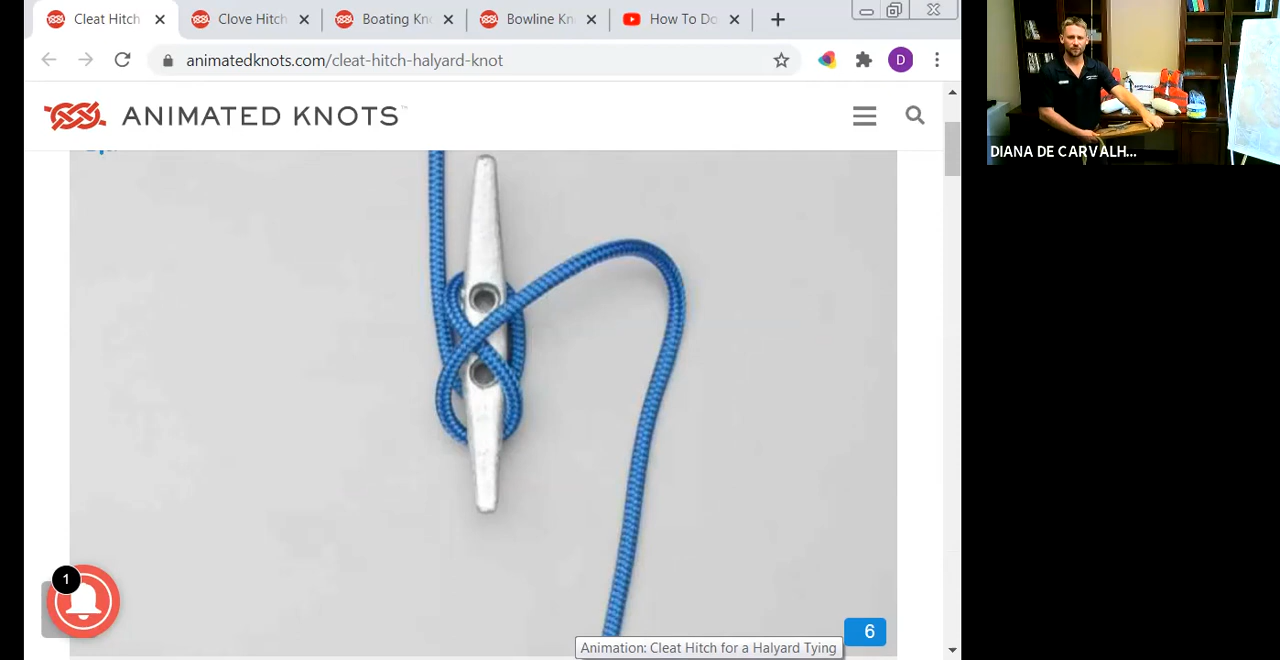 Cleat Hitch
Clove Hitch
Boating Kn
Bowline Kn
How To Do
animatedknots.com/cleat-hitch-halyard-knot
D
ANIMATED KNOTS™
DIANA DE CARVALH...
1
6
Animation: Cleat Hitch for a Halyard Tying